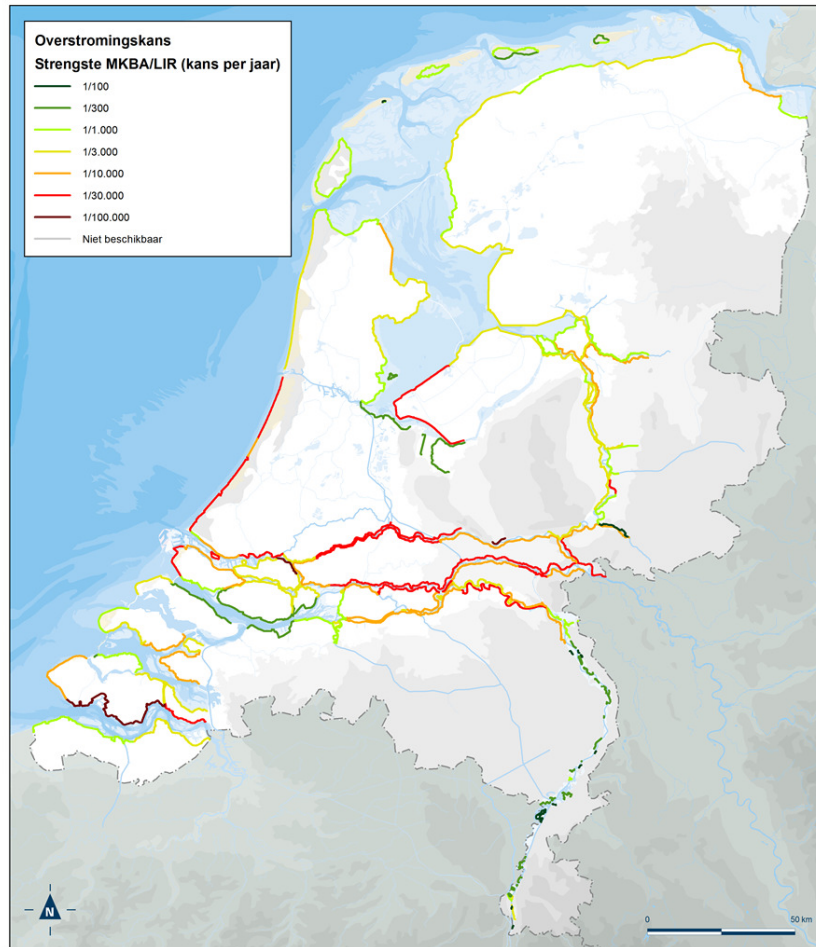 Overstromingskans
Strengste MKBA/LIR (kans per jaar)
1/100
1/300
1/1.000
1/3.000
1/10.000
1/30.000
1/100.000
Niet beschikbaar
N
0 50 km